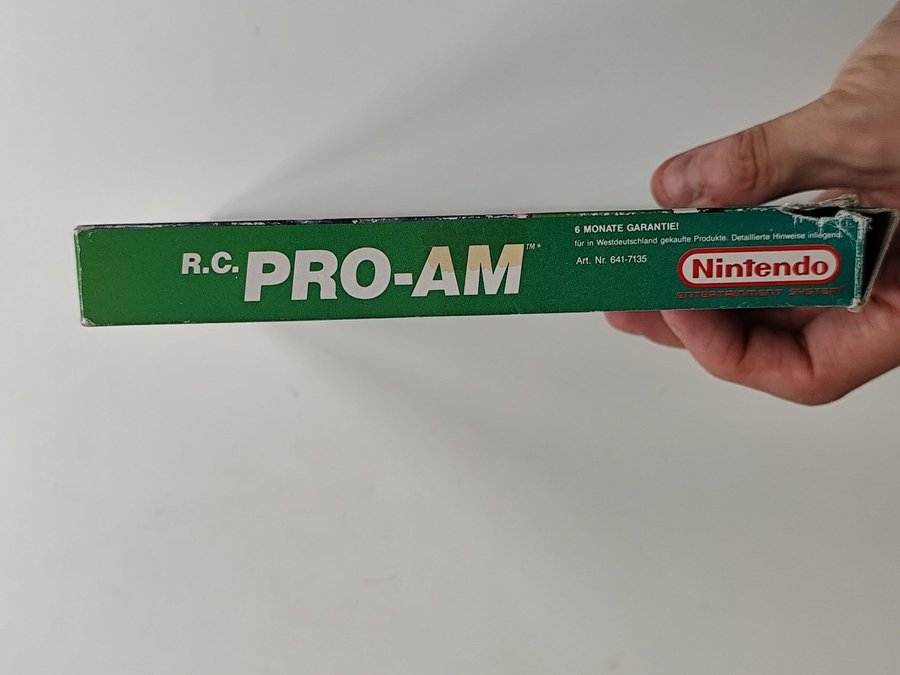 R.C. PRO-AM™*
6 MONATE GARANTIE!
für in Westdeutschland gekaufte Produkte. Detaillierte Hinweise inliegend.
Art. Nr. 641-7135
Nintendo
ENTERTAINMENT SYSTEM